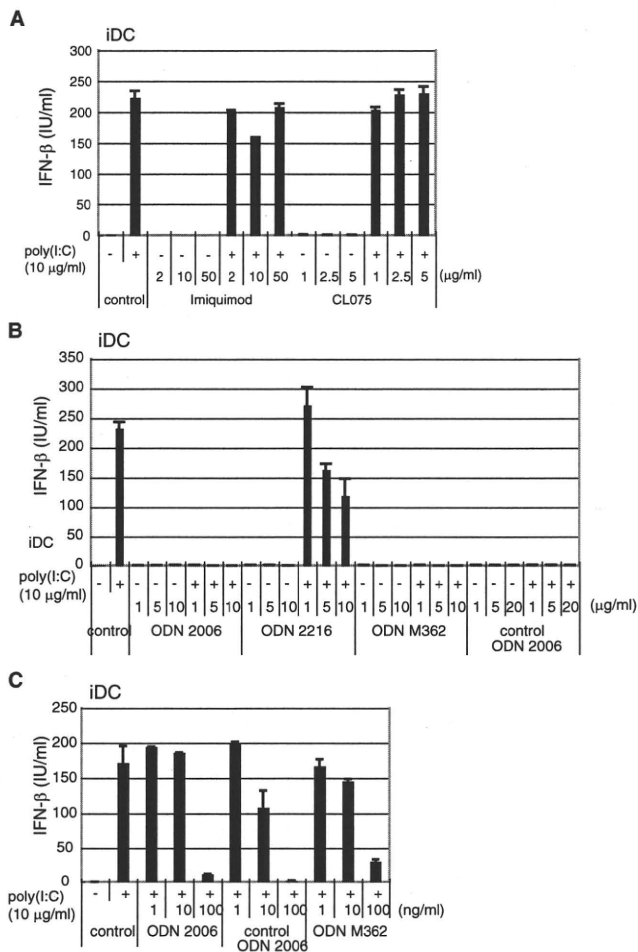 A
iDC
300
250
200
150
100
50
0
IFN-β (IU/ml)
poly(I:C) - + - - - + + + - - - + + +
(10 µg/ml) 2 10 50 2 10 50 1 2.5 5 1 2.5 5 (µg/ml)
control Imiquimod CL075
B
iDC
350
300
250
200
150
100
50
0
IFN-β (IU/ml)
iDC
poly(I:C) - + - - - + + + - - - + + + - - - + + + - - - + + +
(10 µg/ml) 1 5 10 1 5 10 1 5 10 1 5 10 1 5 10 1 5 10 1 5 20 1 5 20 (µg/ml)
control ODN 2006 ODN 2216 ODN M362 control
ODN 2006
C
iDC
250
200
150
100
50
0
IFN-β (IU/ml)
poly(I:C) - + + + + + + + + + +
(10 µg/ml) 1 10 100 1 10 100 1 10 100 (ng/ml)
control ODN 2006 control ODN M362
ODN 2006